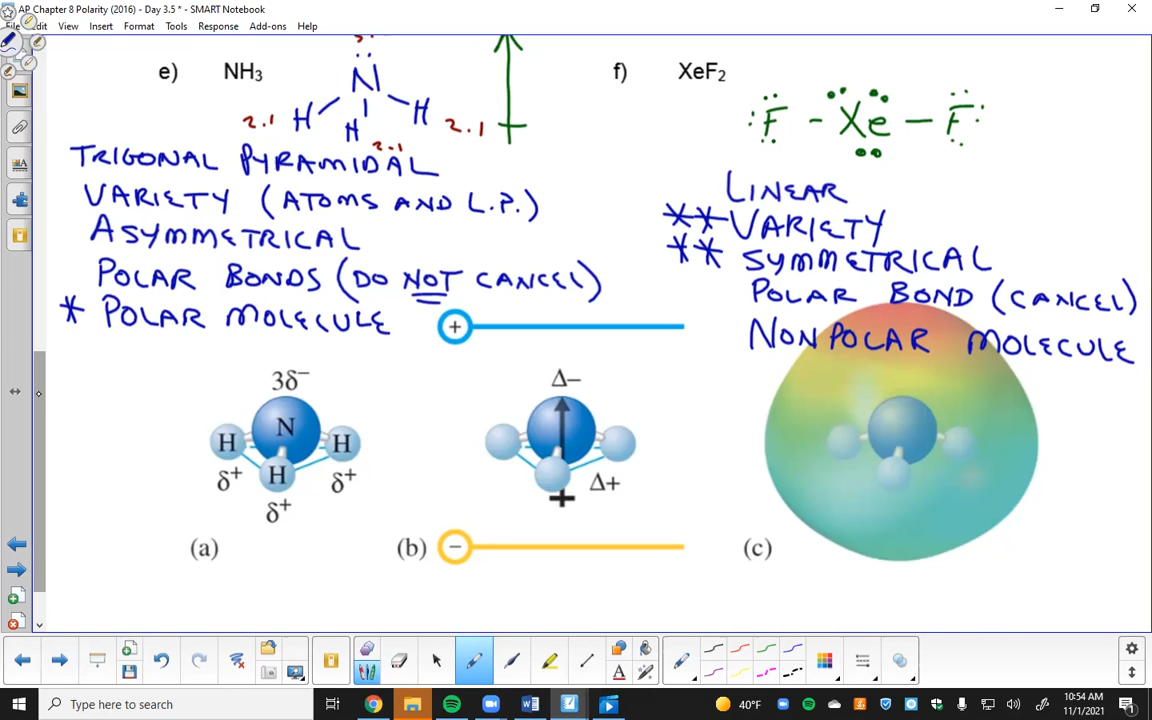 AP Chapter 8 Polarity (2016) - Day 3.5 * - SMART Notebook
File Edit View Insert Format Tools Response Add-ons Help
e) NH3
N
H H H
2.1 2.1 2.1
TRIGONAL PYRAMIDAL
VARIETY (ATOMS AND L.P.)
ASYMMETRICAL
POLAR BONDS (DO NOT CANCEL)
* POLAR MOLECULE
f) XeF2
:F - Xe - F:
LINEAR
**VARIETY
** SYMMETRICAL
POLAR BOND (CANCEL)
NONPOLAR MOLECULE
+
3δ−
H N H
H
δ+ δ+
δ+
(a)
Δ−
Δ+
+
(b)
−
(c)
Type here to search
40°F
10:54 AM
11/1/2021